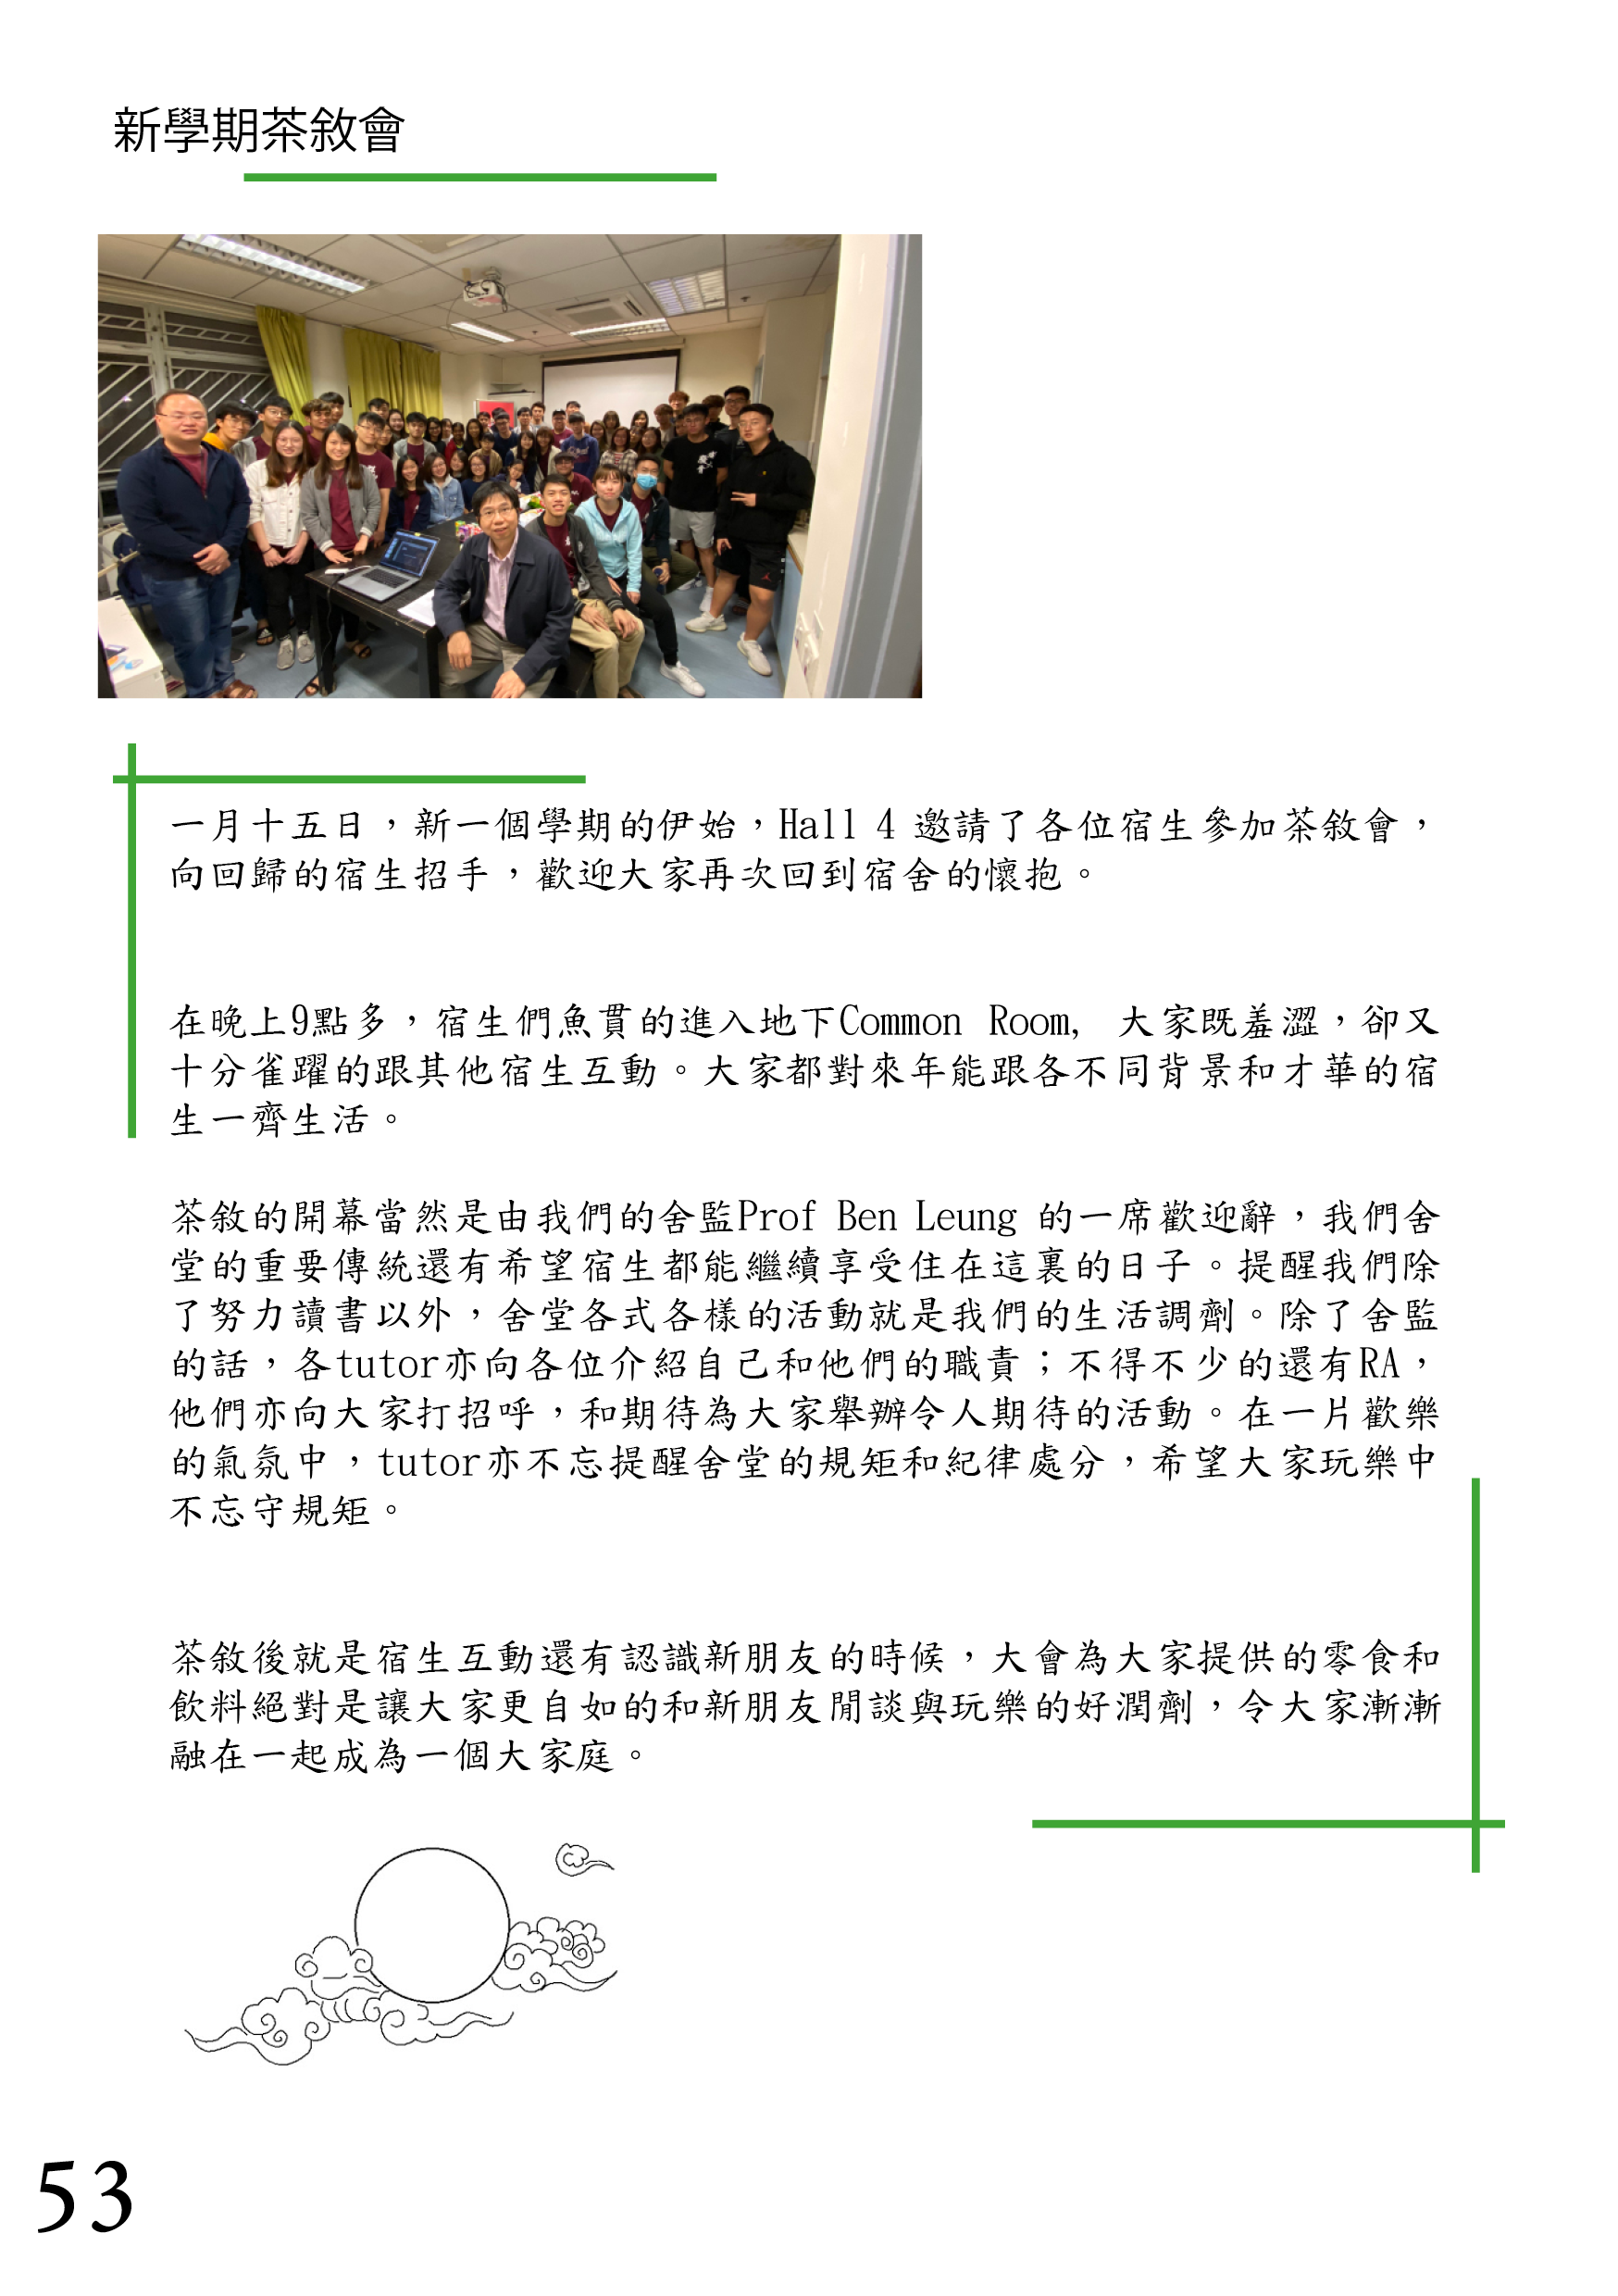 新學期茶敘會
一月十五日，新一個學期的伊始，Hall 4 邀請了各位宿生參加茶敘會，
向回歸的宿生招手，歡迎大家再次回到宿舍的懷抱。
在晚上9點多，宿生們魚貫的進入地下Common Room, 大家既羞澀，卻又
十分雀躍的跟其他宿生互動。大家都對來年能跟各不同背景和才華的宿
生一齊生活。
茶敘的開幕當然是由我們的舍監Prof Ben Leung 的一席歡迎辭，我們舍
堂的重要傳統還有希望宿生都能繼續享受住在這裏的日子。提醒我們除
了努力讀書以外，舍堂各式各樣的活動就是我們的生活調劑。除了舍監
的話，各tutor亦向各位介紹自己和他們的職責；不得不少的還有RA，
他們亦向大家打招呼，和期待為大家舉辦令人期待的活動。在一片歡樂
的氣氛中，tutor亦不忘提醒舍堂的規矩和紀律處分，希望大家玩樂中
不忘守規矩。
茶敘後就是宿生互動還有認識新朋友的時候，大會為大家提供的零食和
飲料絕對是讓大家更自如的和新朋友閒談與玩樂的好潤劑，令大家漸漸
融在一起成為一個大家庭。
53